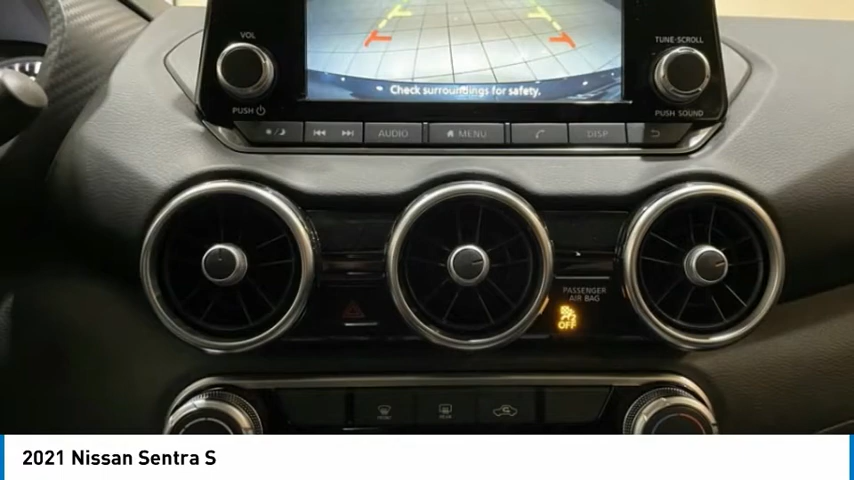 VOL
TUNE·SCROLL
Check surroundings for safety.
PUSH
PUSH SOUND
AUDIO
MENU
DISP
PASSENGER
AIR BAG
OFF
2021 Nissan Sentra S